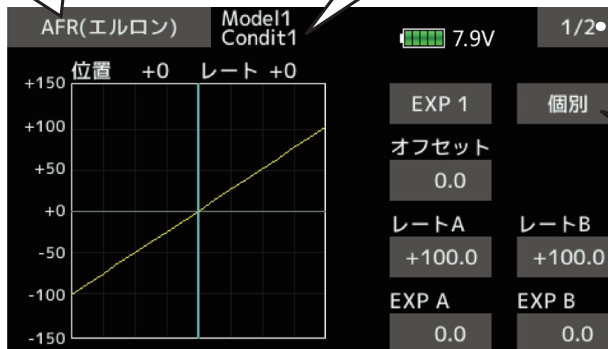 AFR(エルロン)
Model1
Condit1
7.9V
1/2
位置 +0 レート +0
+150
+100
+50
+0
-50
-100
-150
EXP 1
個別
オフセット
0.0
レートA
レートB
+100.0
+100.0
EXP A
EXP B
0.0
0.0